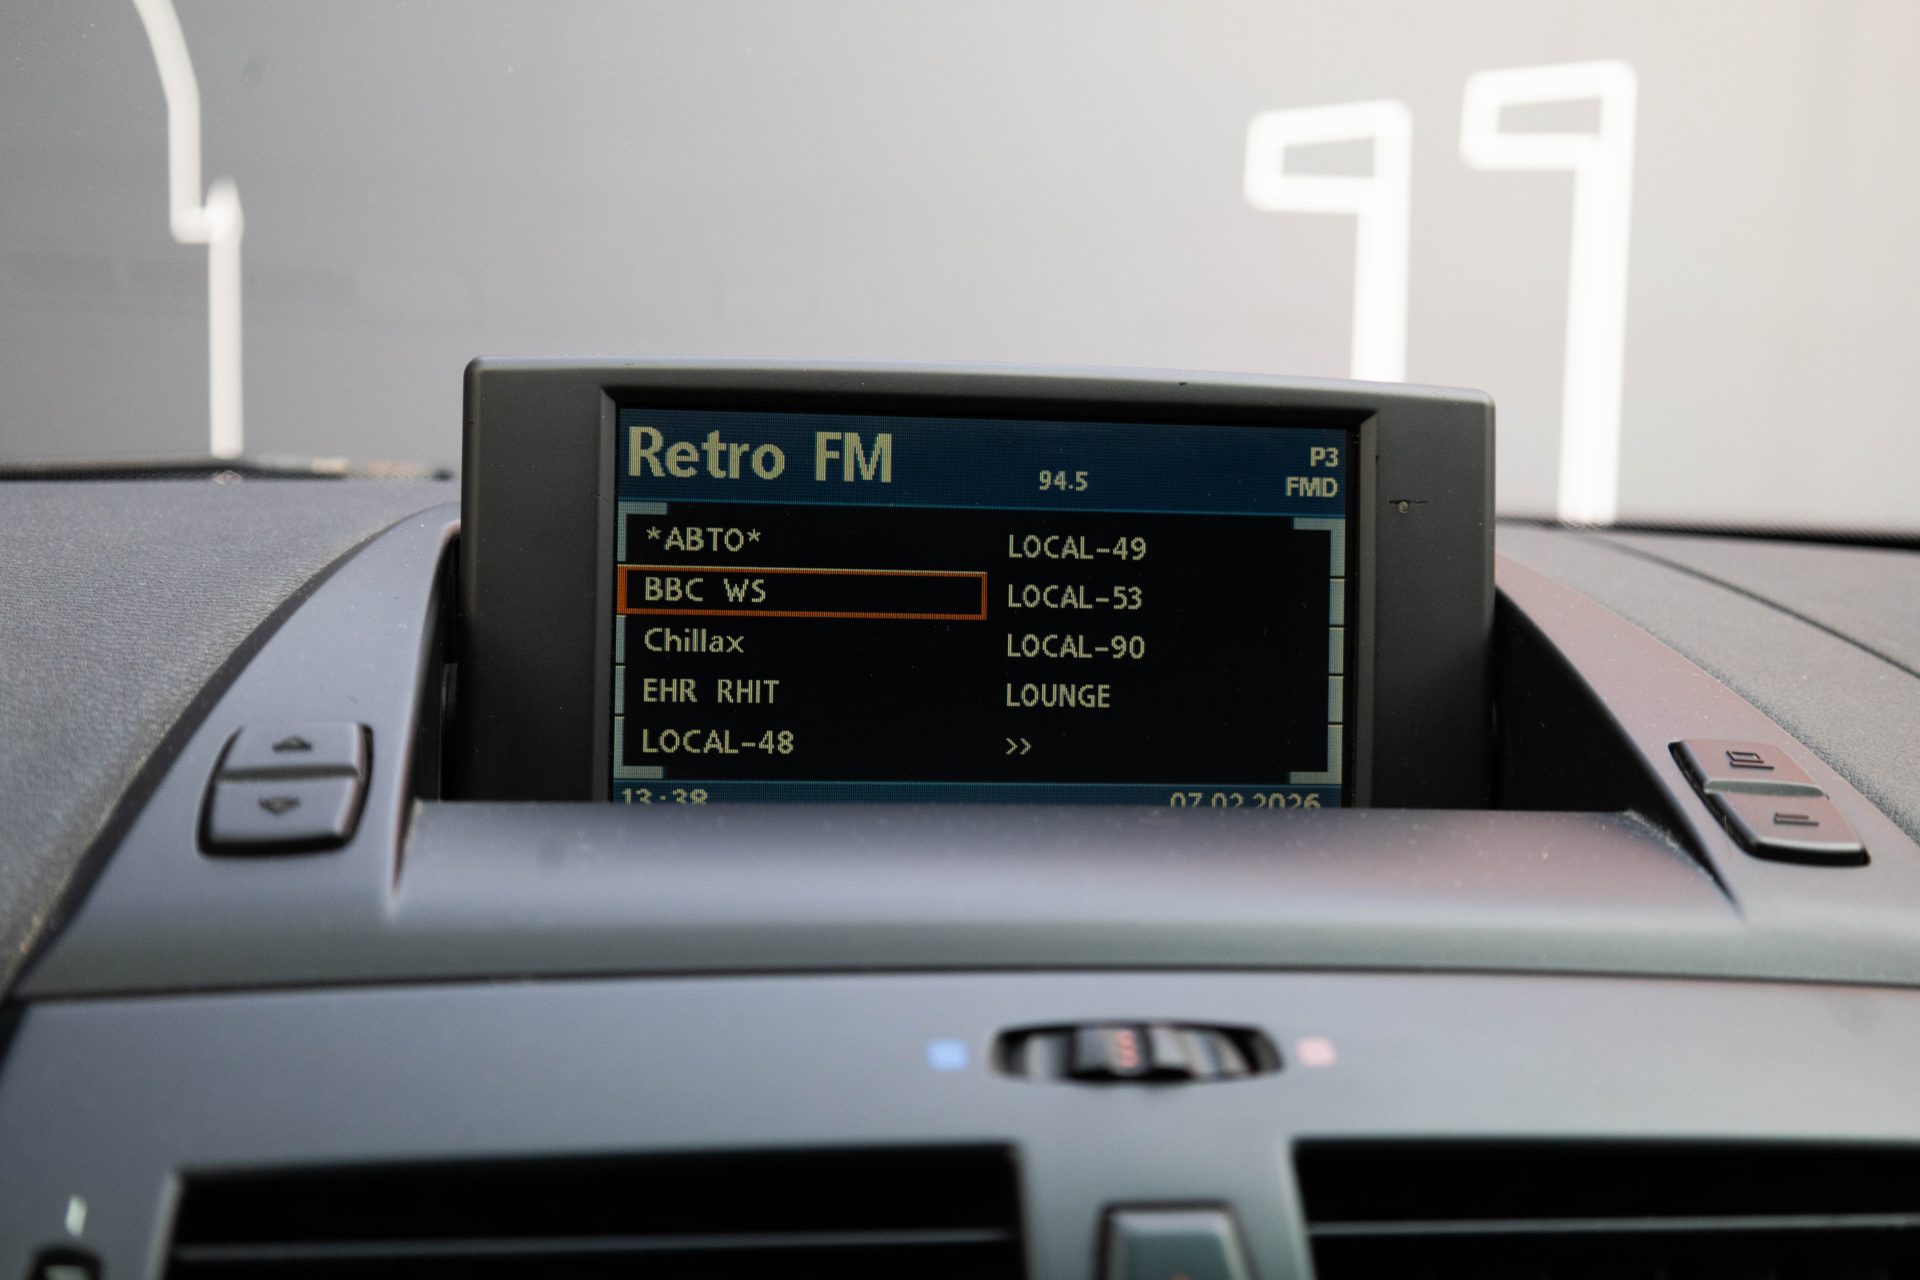 Retro FM
94.5
P3
FMD
*ABTO*
BBC WS
Chillax
EHR RHIT
LOCAL-48
LOCAL-49
LOCAL-53
LOCAL-90
LOUNGE
>>
13:38
07.02.2026